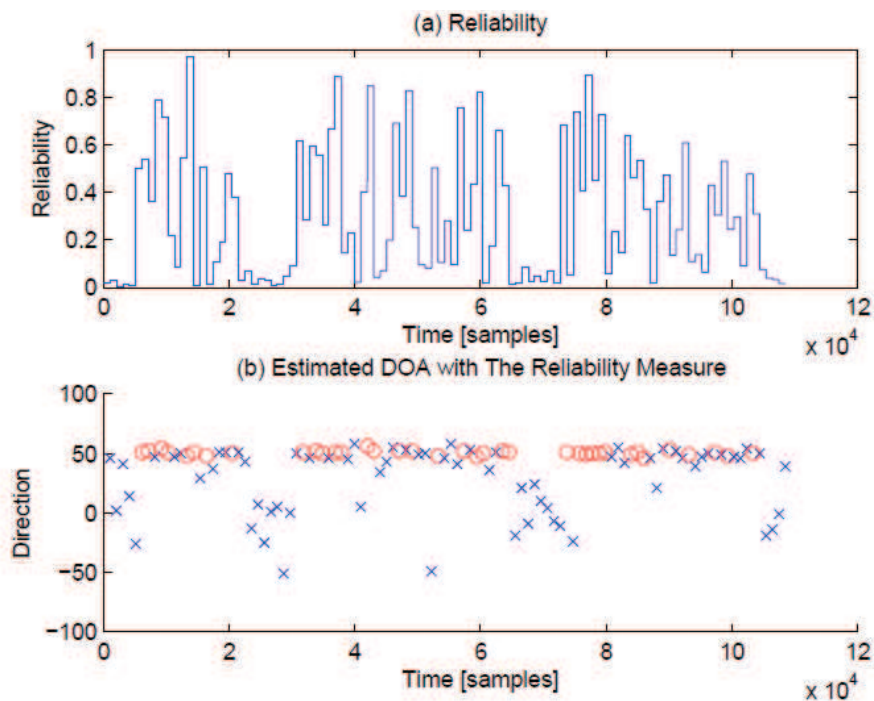 (a) Reliability
1
0.8
0.6
0.4
0.2
0
Reliability
0 2 4 6 8 10 12
Time [samples]
x 10^4
(b) Estimated DOA with The Reliability Measure
100
50
0
−50
−100
Direction
0 2 4 6 8 10 12
Time [samples]
x 10^4